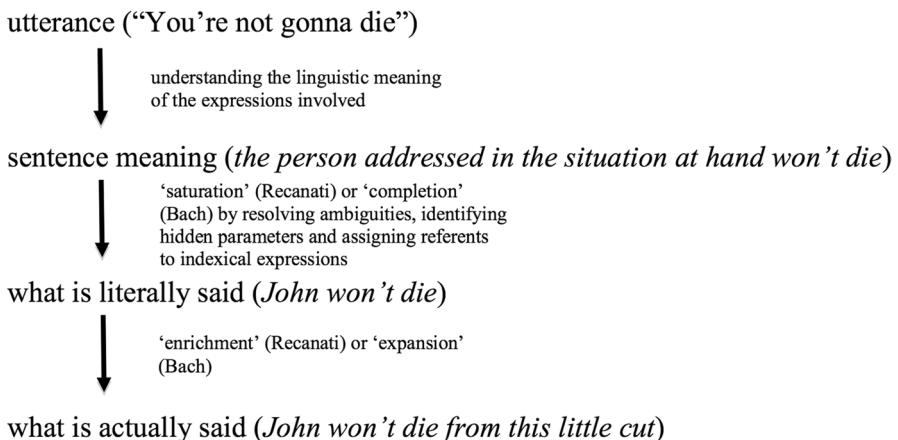 utterance (“You’re not gonna die”)
understanding the linguistic meaning
of the expressions involved
sentence meaning (the person addressed in the situation at hand won’t die)
‘saturation’ (Recanati) or ‘completion’
(Bach) by resolving ambiguities, identifying
hidden parameters and assigning referents
to indexical expressions
what is literally said (John won’t die)
‘enrichment’ (Recanati) or ‘expansion’
(Bach)
what is actually said (John won’t die from this little cut)